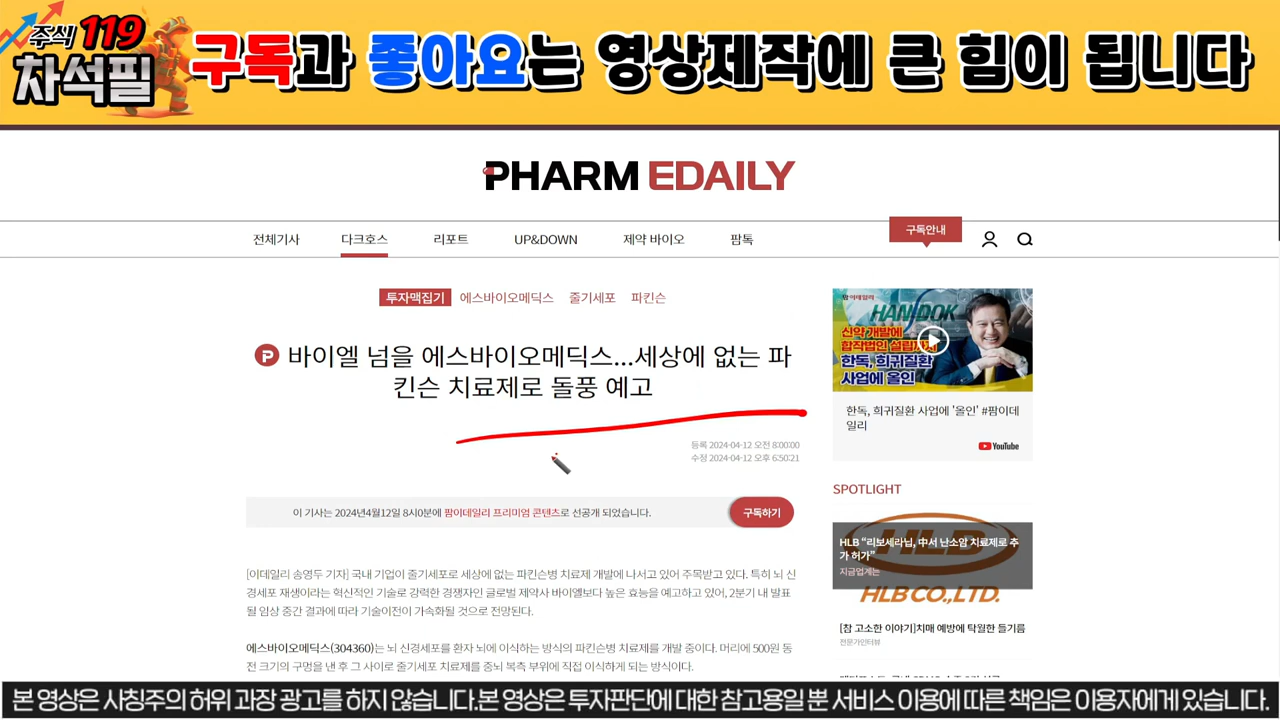 주식 119
차석필
구독과 좋아요는 영상제작에 큰 힘이 됩니다
PHARM EDAILY
전체기사 다크호스 리포트 UP&DOWN 제약 바이오 팜톡 구독안내
투자맥집기 에스바이오메딕스 줄기세포 파킨슨
P 바이엘 넘을 에스바이오메딕스...세상에 없는 파
킨슨 치료제로 돌풍 예고
등록 2024-04-12 오전 8:00:00
수정 2024-04-12 오후 6:50:21
이 기사는 2024년4월12일 8시0분에 팜이데일리 프리미엄 콘텐츠로 선공개 되었습니다.
구독하기
[이데일리 송영두 기자] 국내 기업이 줄기세포로 세상에 없는 파킨슨병 치료제 개발에 나서고 있어 주목받고 있다. 특히 뇌 신
경세포 재생이라는 혁신적인 기술로 강력한 경쟁자인 글로벌 제약사 바이엘보다 높은 효능을 예고하고 있어, 2분기 내 발표
될 임상 중간 결과에 따라 기술이전이 가속화될 것으로 전망된다.
에스바이오메딕스(304360)는 뇌 신경세포를 환자 뇌에 이식하는 방식의 파킨슨병 치료제를 개발 중이다. 머리에 500원 동
전 크기의 구멍을 낸 후 그 사이로 줄기세포 치료제를 중뇌 복측 부위에 직접 이식하게 되는 방식이다.
팜이데일리
HANDOK
신약 개발에
합작법인 설립까지
한독, 희귀질환
사업에 올인
한독, 희귀질환 사업에 '올인' #팜이데
일리
YouTube
SPOTLIGHT
HLB
HLB “리보세라닙, 中서 난소암 치료제로 추
가 허가”
지금업계는
HLB CO., LTD.
[참 고소한 이야기]치매 예방에 탁월한 들기름
전문가인터뷰
본 영상은 사칭주의 허위 과장 광고를 하지 않습니다.본 영상은 투자판단에 대한 참고용일 뿐 서비스 이용에 따른 책임은 이용자에게 있습니다.